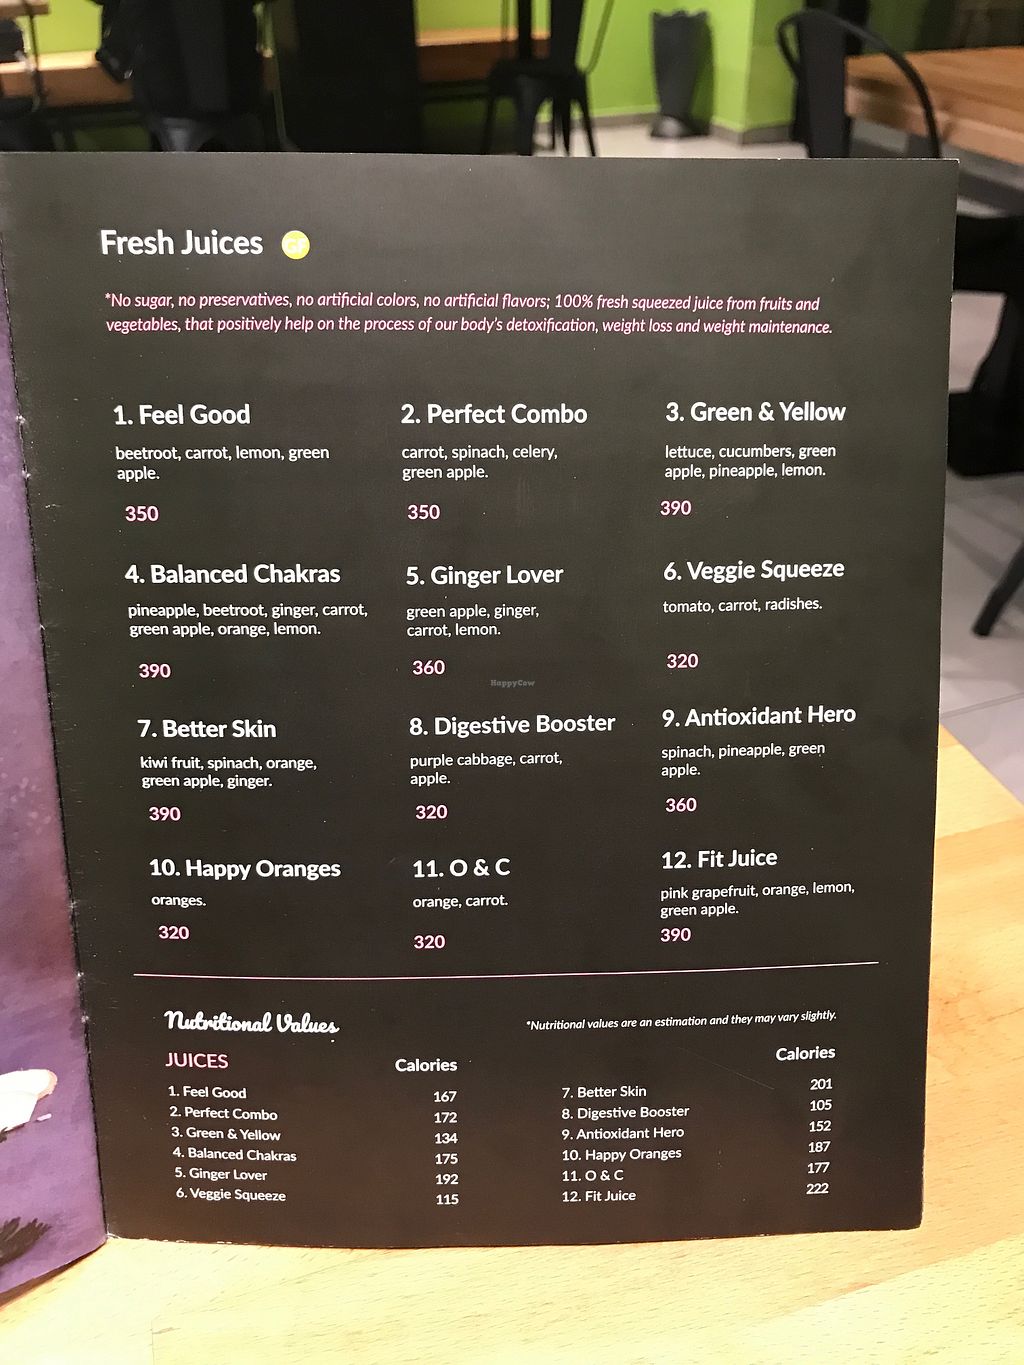 Fresh Juices GF
*No sugar, no preservatives, no artificial colors, no artificial flavors; 100% fresh squeezed juice from fruits and
vegetables, that positively help on the process of our body's detoxification, weight loss and weight maintenance.
1. Feel Good
beetroot, carrot, lemon, green
apple.
350
2. Perfect Combo
carrot, spinach, celery,
green apple.
350
3. Green & Yellow
lettuce, cucumbers, green
apple, pineapple, lemon.
390
4. Balanced Chakras
pineapple, beetroot, ginger, carrot,
green apple, orange, lemon.
390
5. Ginger Lover
green apple, ginger,
carrot, lemon.
360
6. Veggie Squeeze
tomato, carrot, radishes.
320
HappyCow
7. Better Skin
kiwi fruit, spinach, orange,
green apple, ginger.
390
8. Digestive Booster
purple cabbage, carrot,
apple.
320
9. Antioxidant Hero
spinach, pineapple, green
apple.
360
10. Happy Oranges
oranges.
320
11. O & C
orange, carrot.
320
12. Fit Juice
pink grapefruit, orange, lemon,
green apple.
390
Nutritional Values
*Nutritional values are an estimation and they may vary slightly.
JUICES Calories
1. Feel Good 167
2. Perfect Combo 172
3. Green & Yellow 134
4. Balanced Chakras 175
5. Ginger Lover 192
6. Veggie Squeeze 115
Calories
7. Better Skin 201
8. Digestive Booster 105
9. Antioxidant Hero 152
10. Happy Oranges 187
11. O & C 177
12. Fit Juice 222